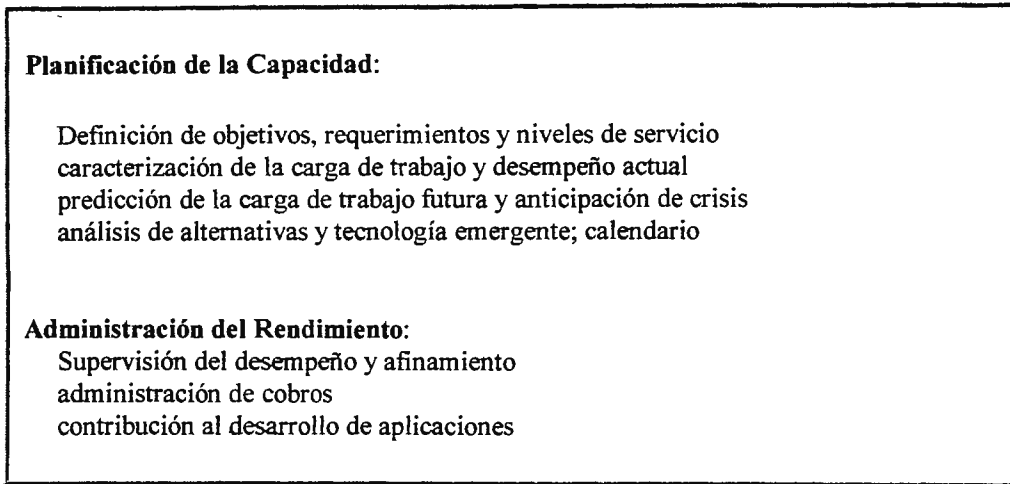 Planificación de la Capacidad:
Definición de objetivos, requerimientos y niveles de servicio
caracterización de la carga de trabajo y desempeño actual
predicción de la carga de trabajo futura y anticipación de crisis
análisis de alternativas y tecnología emergente; calendario
Administración del Rendimiento:
Supervisión del desempeño y afinamiento
administración de cobros
contribución al desarrollo de aplicaciones